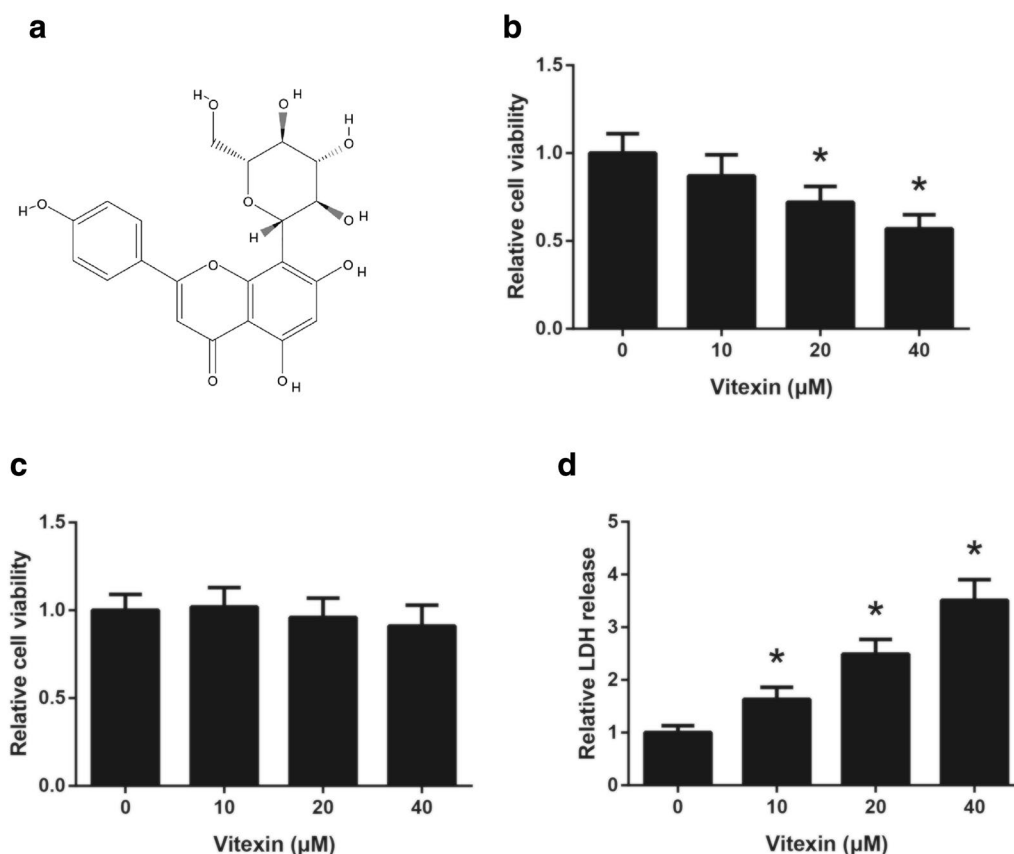 a
H
O
H
O
H
O
H
O
O
H
O
H
H
O
O
O
H
O
O
H
b
Relative cell viability
1.5
1.0
0.5
0.0
*
*
0 10 20 40
Vitexin (μM)
c
Relative cell viability
1.5
1.0
0.5
0.0
0 10 20 40
Vitexin (μM)
d
Relative LDH release
5
4
3
2
1
0
*
*
*
0 10 20 40
Vitexin (μM)